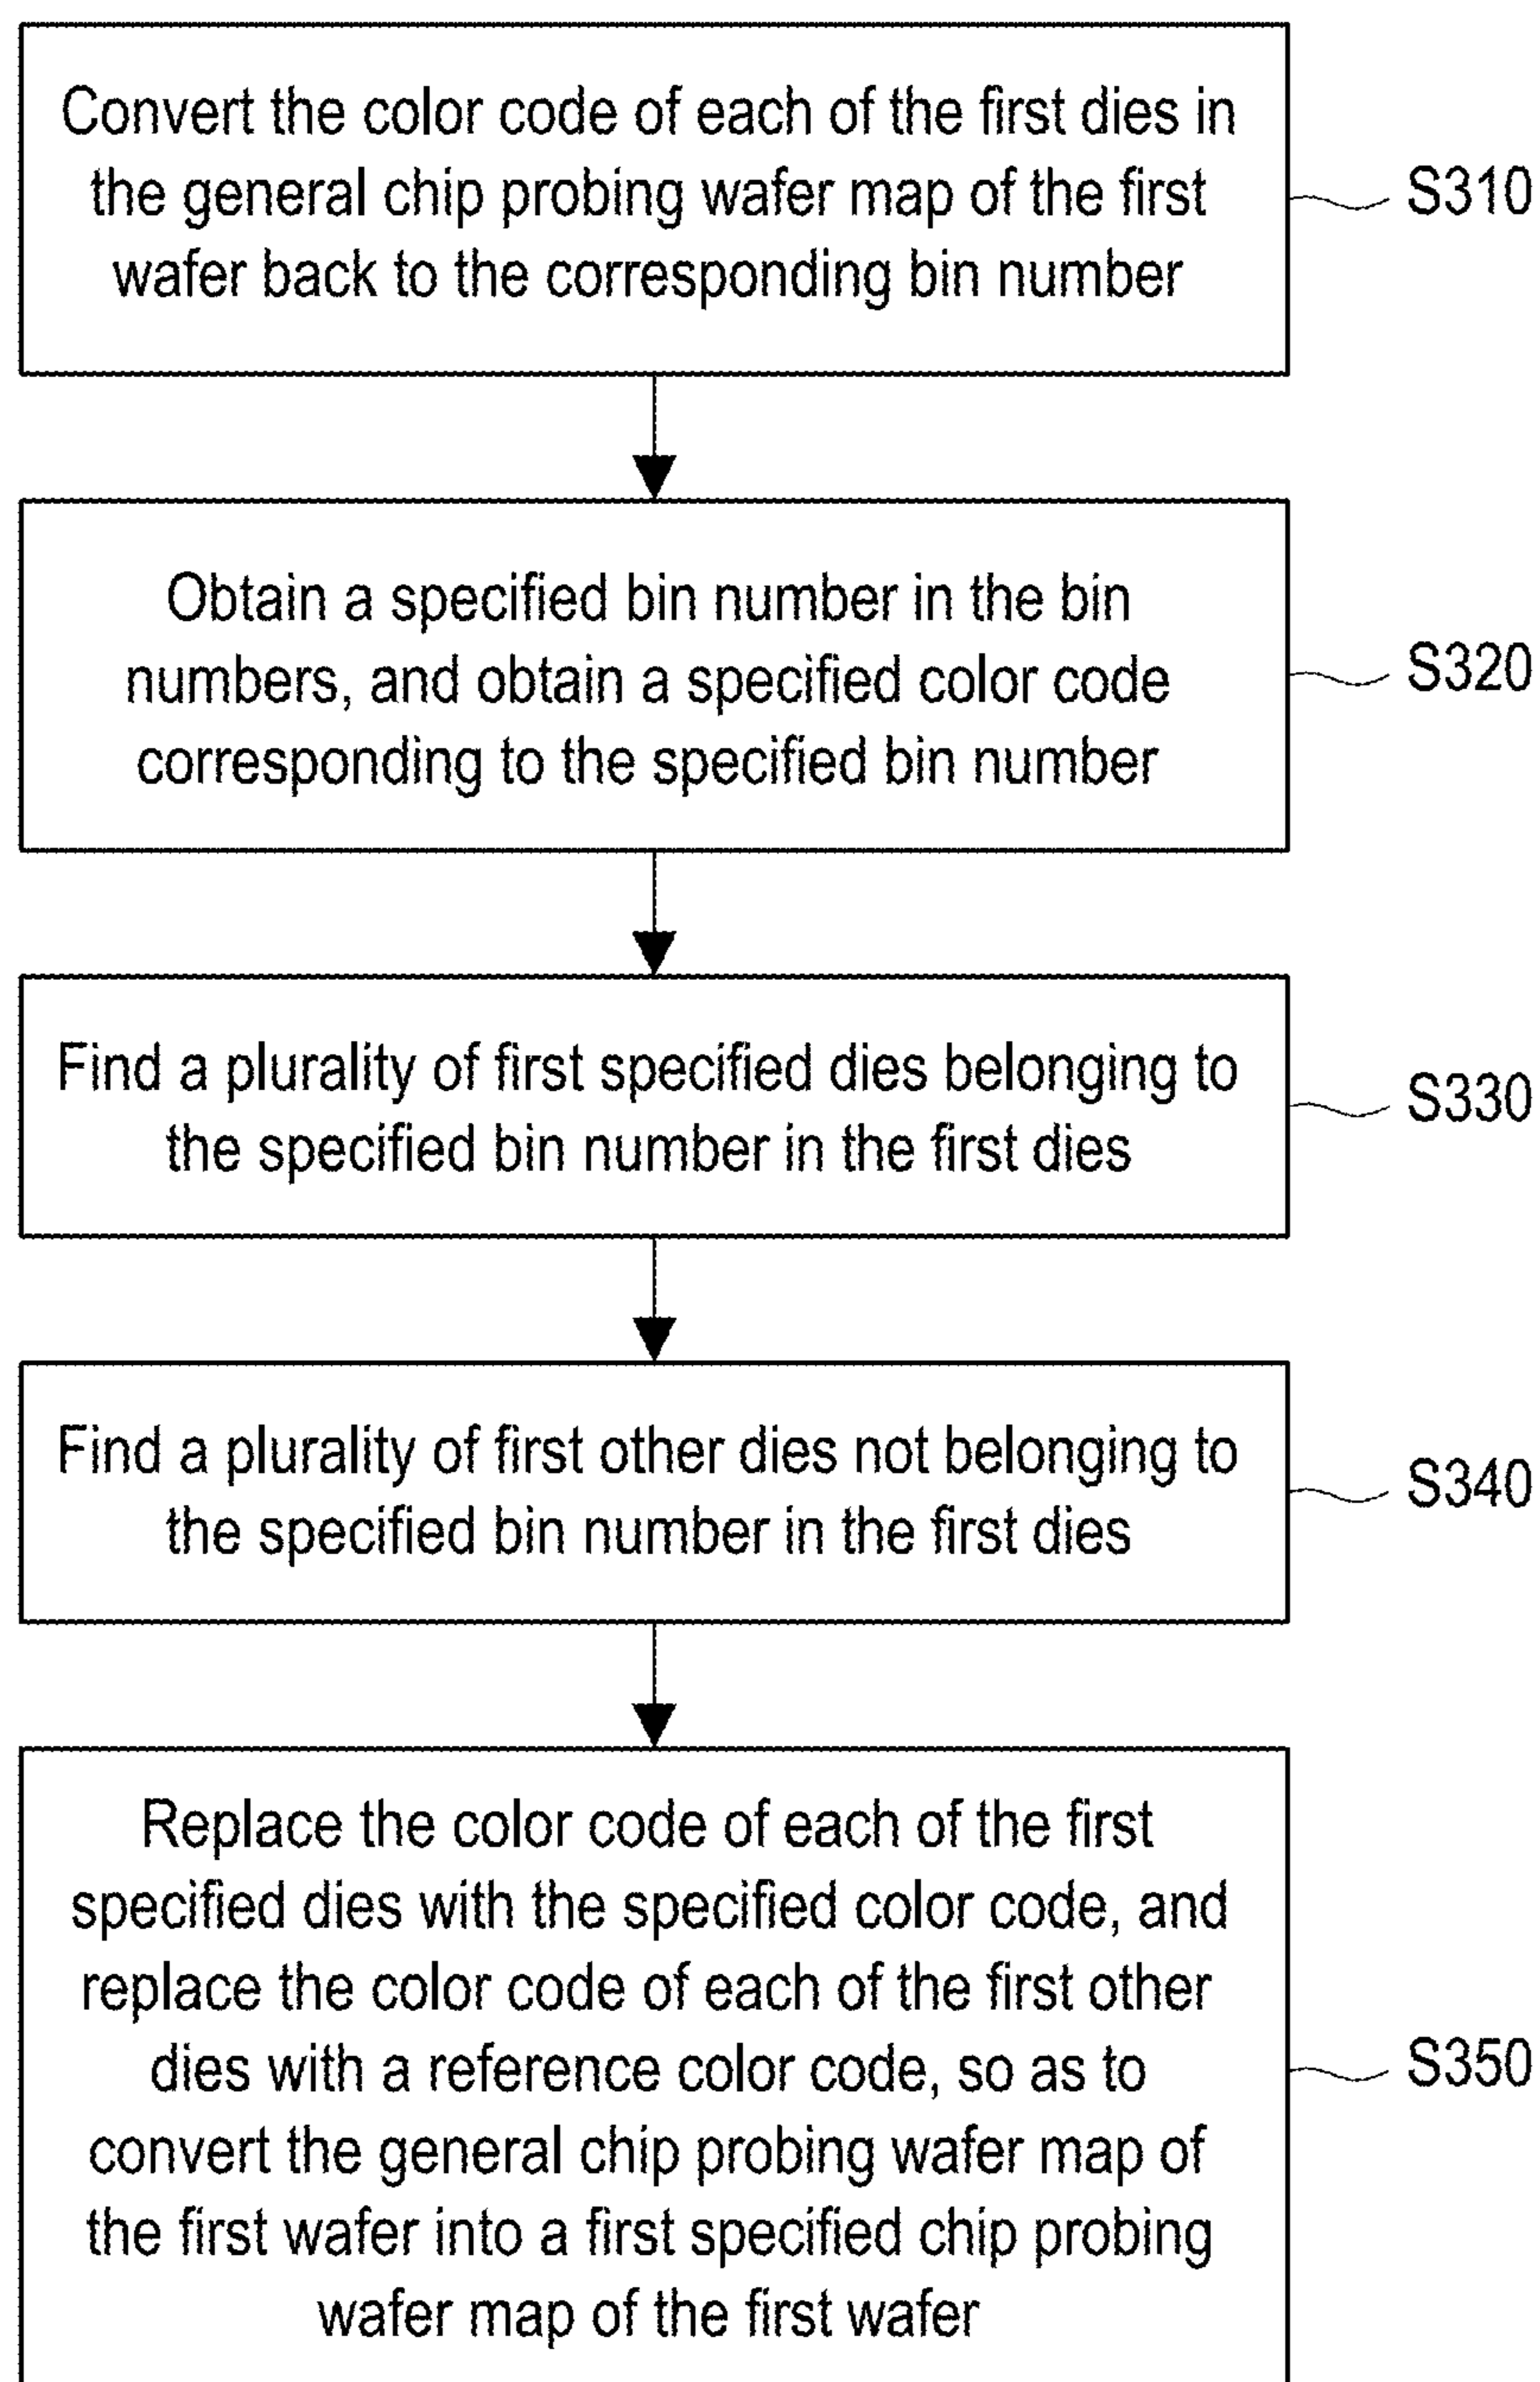 Convert the color code of each of the first dies in
the general chip probing wafer map of the first
wafer back to the corresponding bin number
S310
Obtain a specified bin number in the bin
numbers, and obtain a specified color code
corresponding to the specified bin number
S320
Find a plurality of first specified dies belonging to
the specified bin number in the first dies
S330
Find a plurality of first other dies not belonging to
the specified bin number in the first dies
S340
Replace the color code of each of the first
specified dies with the specified color code, and
replace the color code of each of the first other
dies with a reference color code, so as to
convert the general chip probing wafer map of
the first wafer into a first specified chip probing
wafer map of the first wafer
S350